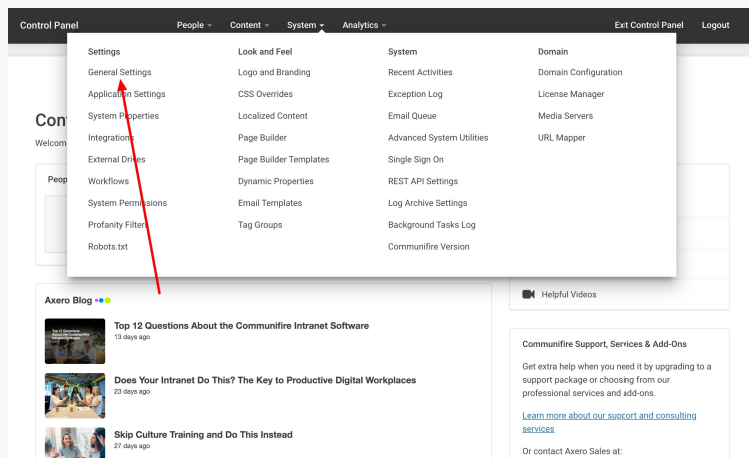 Control Panel People Content System Analytics Exit Control Panel Logout
Settings
General Settings
Application Settings
System Properties
Integrations
External Drives
Workflows
System Permissions
Profanity Filters
Robots.txt
Look and Feel
Logo and Branding
CSS Overrides
Localized Content
Page Builder
Page Builder Templates
Dynamic Properties
Email Templates
Tag Groups
System
Recent Activities
Exception Log
Email Queue
Advanced System Utilities
Single Sign On
REST API Settings
Log Archive Settings
Background Tasks Log
Communifire Version
Domain
Domain Configuration
License Manager
Media Servers
URL Mapper
Con
Welcom
Peop
Axero Blog
Top 12 Questions About the Communifire Intranet Software
13 days ago
Does Your Intranet Do This? The Key to Productive Digital Workplaces
23 days ago
Skip Culture Training and Do This Instead
27 days ago
Helpful Videos
Communifire Support, Services & Add-Ons
Get extra help when you need it by upgrading to a
support package or choosing from our
professional services and add-ons.
Learn more about our support and consulting
services
Or contact Axero Sales at: